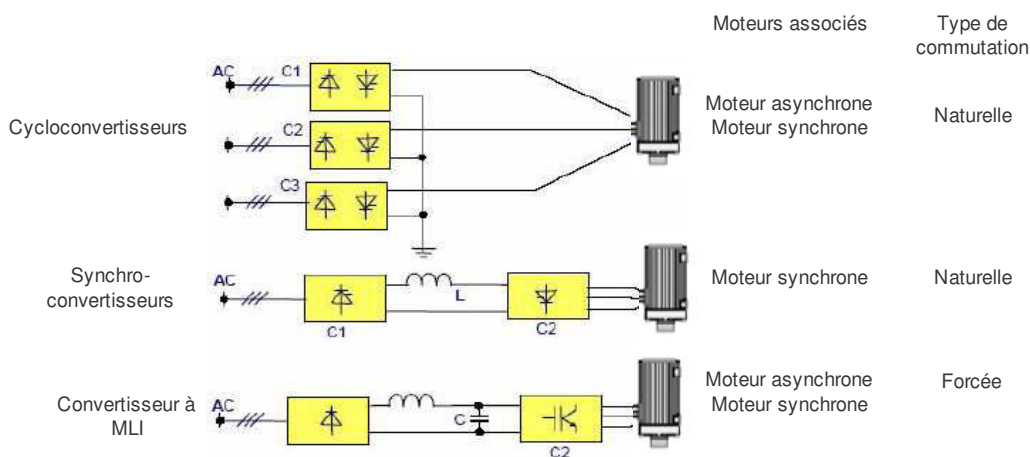 Moteurs associés
Type de
commutation
AC
C1
Cycloconvertisseurs
C2
C3
Moteur asynchrone
Moteur synchrone
Naturelle
Synchro-
convertisseurs
AC
L
C1
C2
Moteur synchrone
Naturelle
Convertisseur à
MLI
AC
C
C2
Moteur asynchrone
Moteur synchrone
Forcée